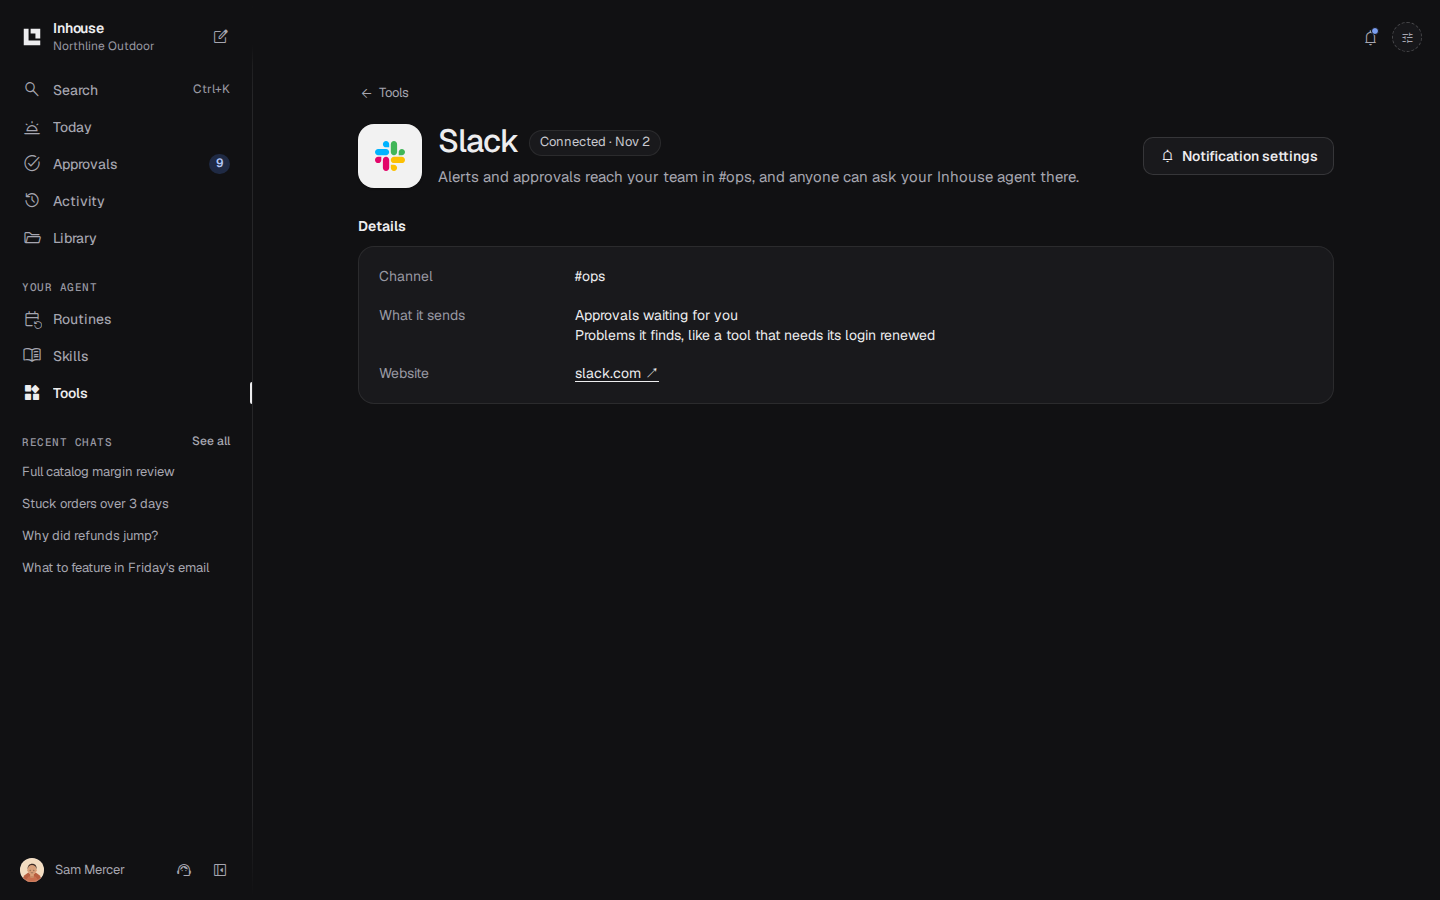 Inhouse
Northline Outdoor
Search Ctrl+K
Today
Approvals 9
Activity
Library
YOUR AGENT
Routines
Skills
Tools
RECENT CHATS See all
Full catalog margin review
Stuck orders over 3 days
Why did refunds jump?
What to feature in Friday's email
Sam Mercer
← Tools
Slack Connected · Nov 2
Alerts and approvals reach your team in #ops, and anyone can ask your Inhouse agent there.
Notification settings
Details
Channel #ops
What it sends Approvals waiting for you
Problems it finds, like a tool that needs its login renewed
Website slack.com ↗